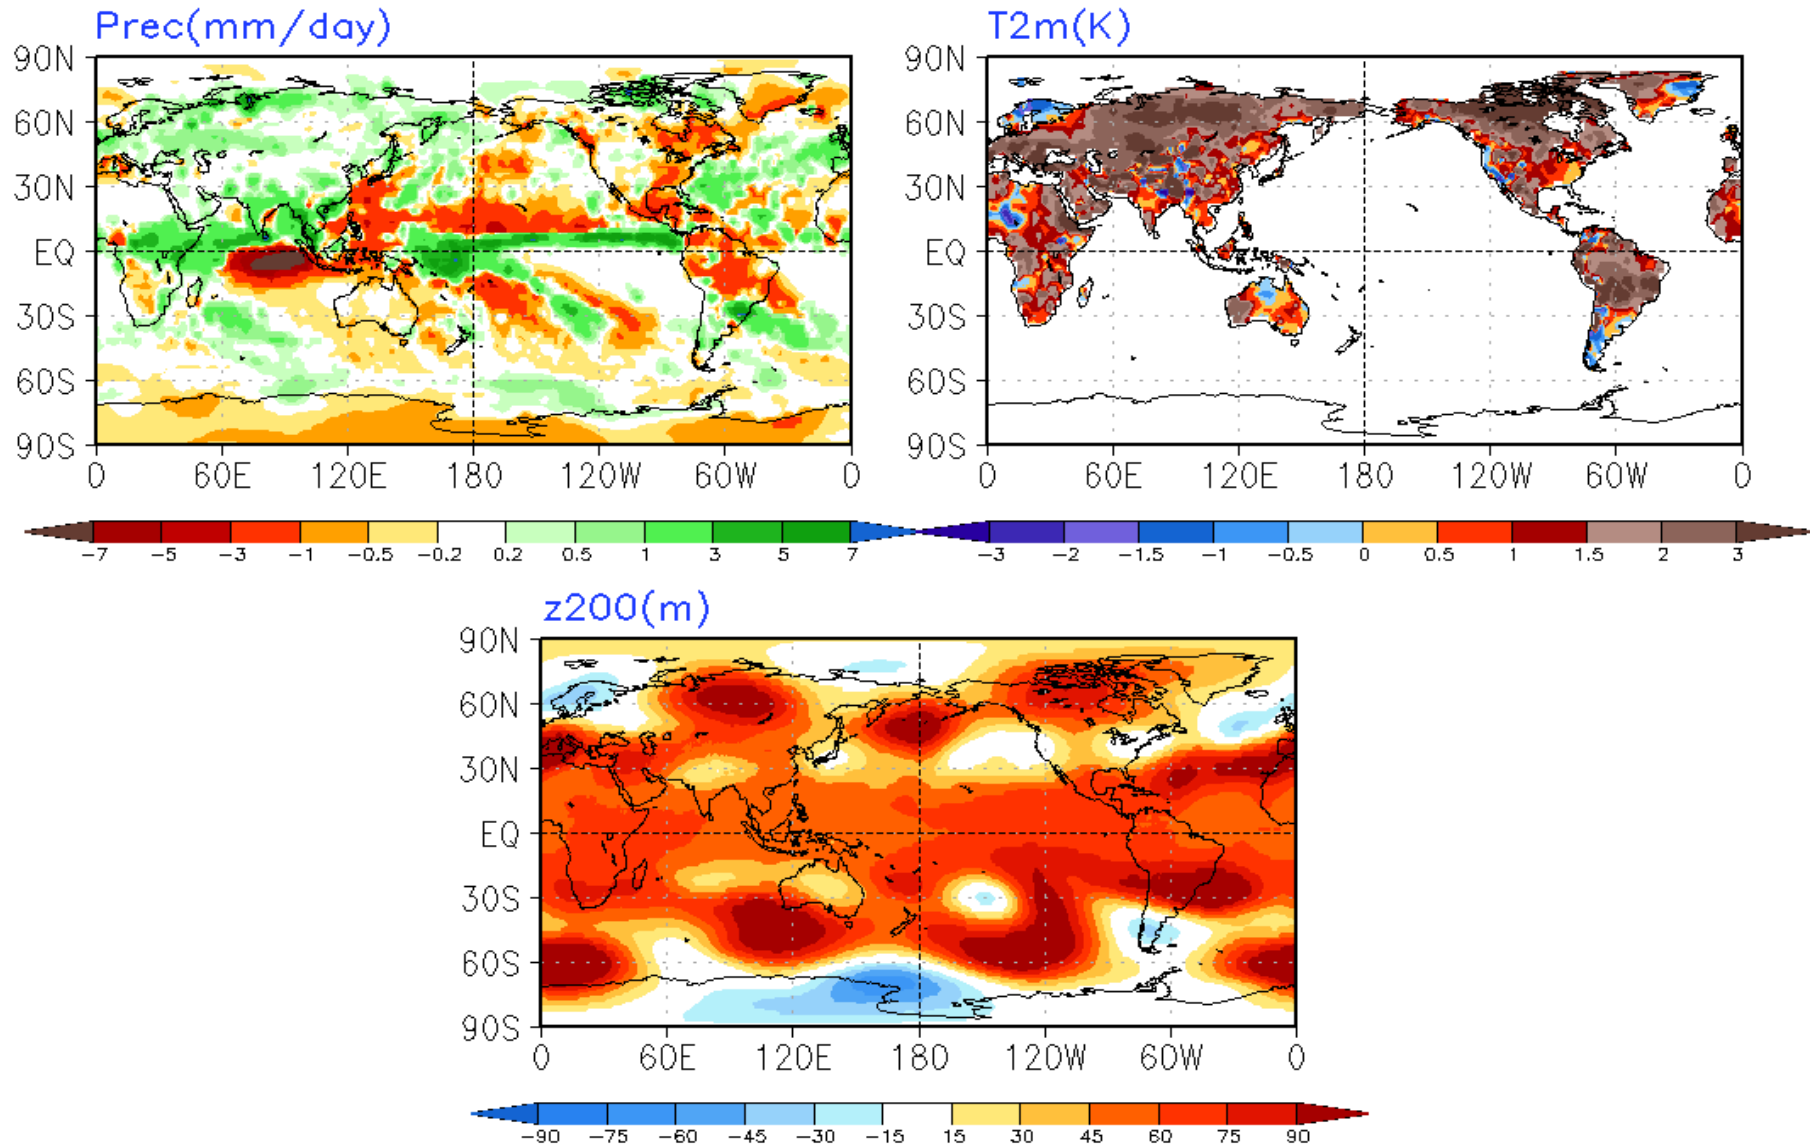 Prec(mm/day)
T2m(K)
90N
60N
30N
EQ
30S
60S
90S
0 60E 120E 180 120W 60W 0
90N
60N
30N
EQ
30S
60S
90S
0 60E 120E 180 120W 60W 0
-7 -5 -3 -1 -0.5 -0.2 0.2 0.5 1 3 5 7
-3 -2 -1.5 -1 -0.5 0 0.5 1 1.5 2 3
z200(m)
90N
60N
30N
EQ
30S
60S
90S
0 60E 120E 180 120W 60W 0
-90 -75 -60 -45 -30 -15 15 30 45 60 75 90